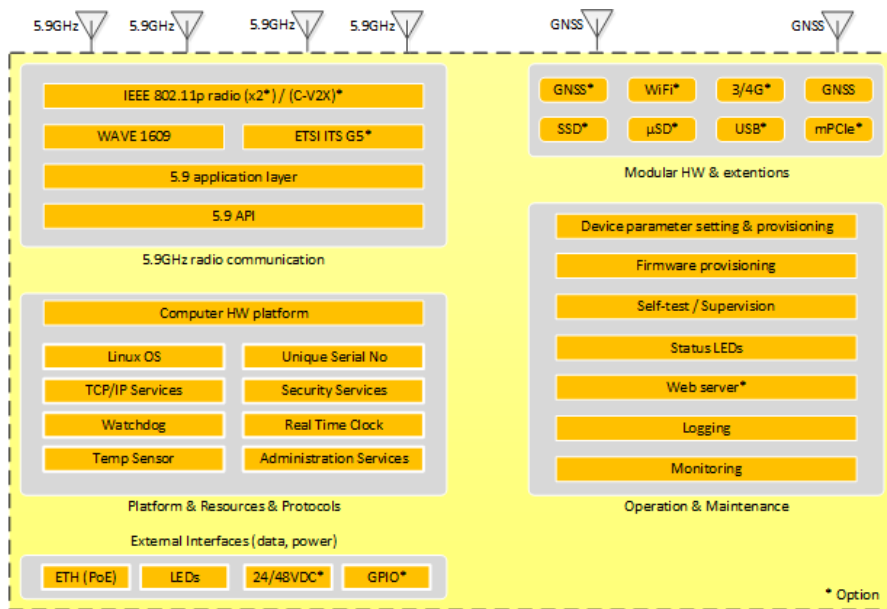 5.9GHz 5.9GHz 5.9GHz 5.9GHz GNSS GNSS
IEEE 802.11p radio (x2*) / (C-V2X)*
WAVE 1609 ETSI ITS G5*
5.9 application layer
5.9 API
5.9GHz radio communication
GNSS* WiFi* 3/4G* GNSS
SSD* µSD* USB* mPCIe*
Modular HW & extentions
Computer HW platform
Linux OS Unique Serial No
TCP/IP Services Security Services
Watchdog Real Time Clock
Temp Sensor Administration Services
Platform & Resources & Protocols
Device parameter setting & provisioning
Firmware provisioning
Self-test / Supervision
Status LEDs
Web server*
Logging
Monitoring
Operation & Maintenance
External Interfaces (data, power)
ETH (PoE) LEDs 24/48VDC* GPIO*
* Option